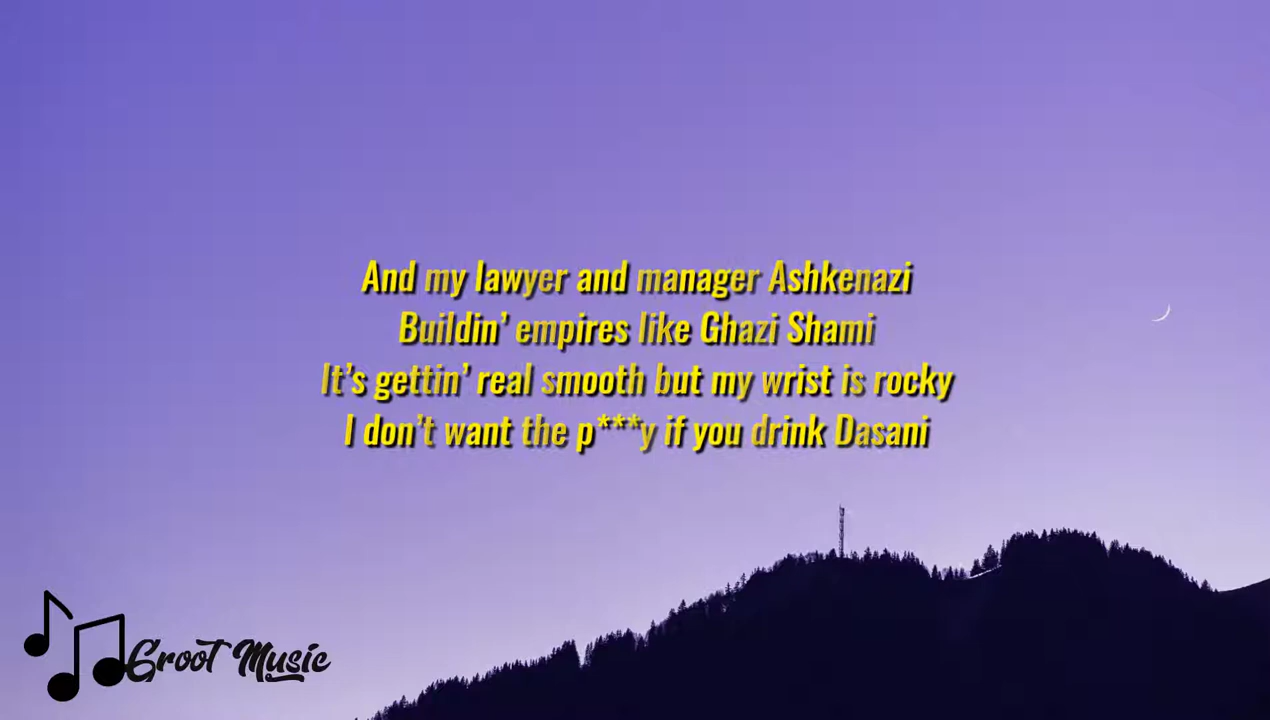 And my lawyer and manager Ashkenazi
Buildin’ empires like Ghazi Shami
It’s gettin’ real smooth but my wrist is rocky
I don’t want the p***y if you drink Dasani
Groot Music